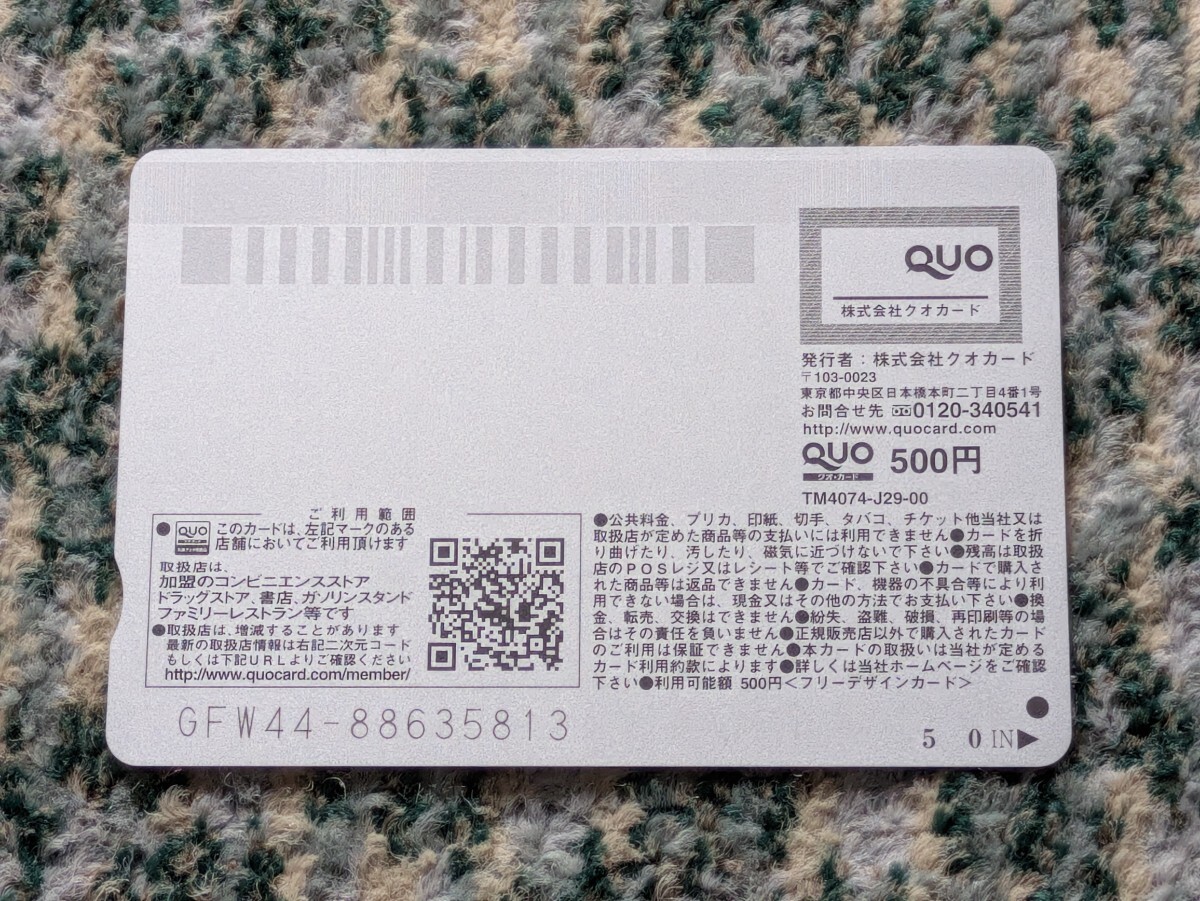 QUO
株式会社クオカード
発行者：株式会社クオカード
〒103-0023
東京都中央区日本橋本町二丁目4番1号
お問合せ先 0120-340541
http://www.quocard.com
QUO
クオ・カード
500円
TM4074-J29-00
ご利用範囲
●QUOこのカードは、左記マークのある
店舗においてご利用頂けます
取扱店は、
加盟のコンビニエンスストア
ドラッグストア、書店、ガソリンスタンド
ファミリーレストラン等です
●取扱店は、増減することがあります
最新の取扱店情報は右記二次元コード
もしくは下記URLよりご確認ください
http://www.quocard.com/member/
●公共料金、プリカ、印紙、切手、タバコ、チケット他当社又は
取扱店が定めた商品等の支払いには利用できません●カードを折
り曲げたり、汚したり、磁気に近づけないで下さい●残高は取扱
店のPOSレジ又はレシート等でご確認下さい●カードで購入さ
れた商品等は返品できません●カード、機器の不具合等により利
用できない場合は、現金又はその他の方法でお支払い下さい●換
金、転売、交換はできません●紛失、盗難、破損、再印刷等の場
合はその責任を負いません●正規販売店以外で購入されたカード
のご利用は保証できません●本カードの取扱いは当社が定める
カード利用約款によります●詳しくは当社ホームページをご確認
下さい●利用可能額 500円＜フリーデザインカード＞
GFW44-88635813
5 0 IN▶